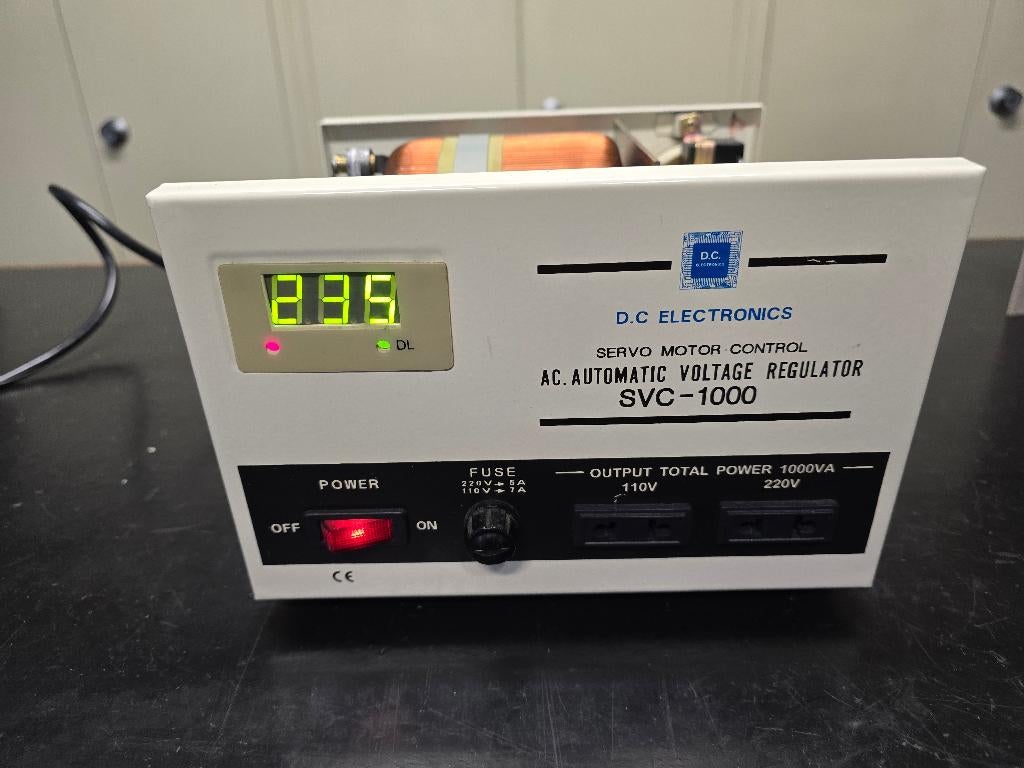 235
DL
D.C.
ELECTRONICS
D.C ELECTRONICS
SERVO MOTOR CONTROL
AC. AUTOMATIC VOLTAGE REGULATOR
SVC-1000
POWER
OFF
ON
CE
FUSE
220V→5A
110V→7A
OUTPUT TOTAL POWER 1000VA
110V
220V